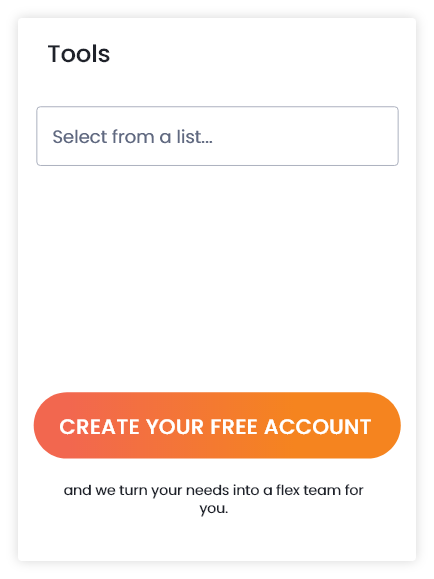 Tools
Select from a list...
CREATE YOUR FREE ACCOUNT
and we turn your needs into a flex team for
you.